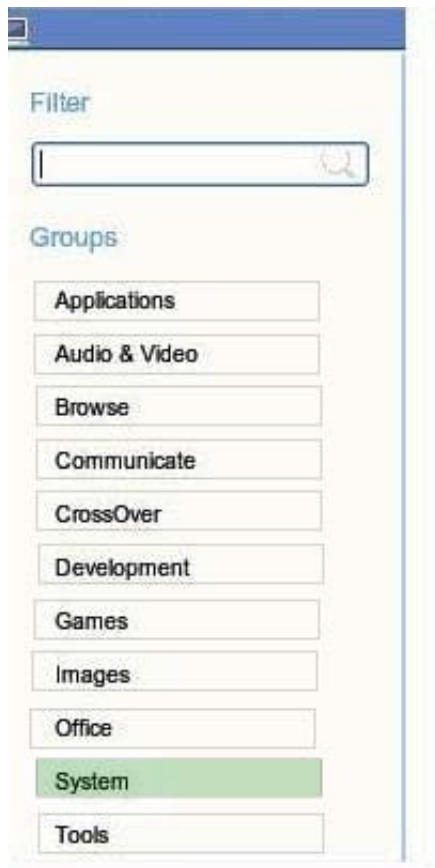 Filter
Groups
Applications
Audio & Video
Browse
Communicate
CrossOver
Development
Games
Images
Office
System
Tools